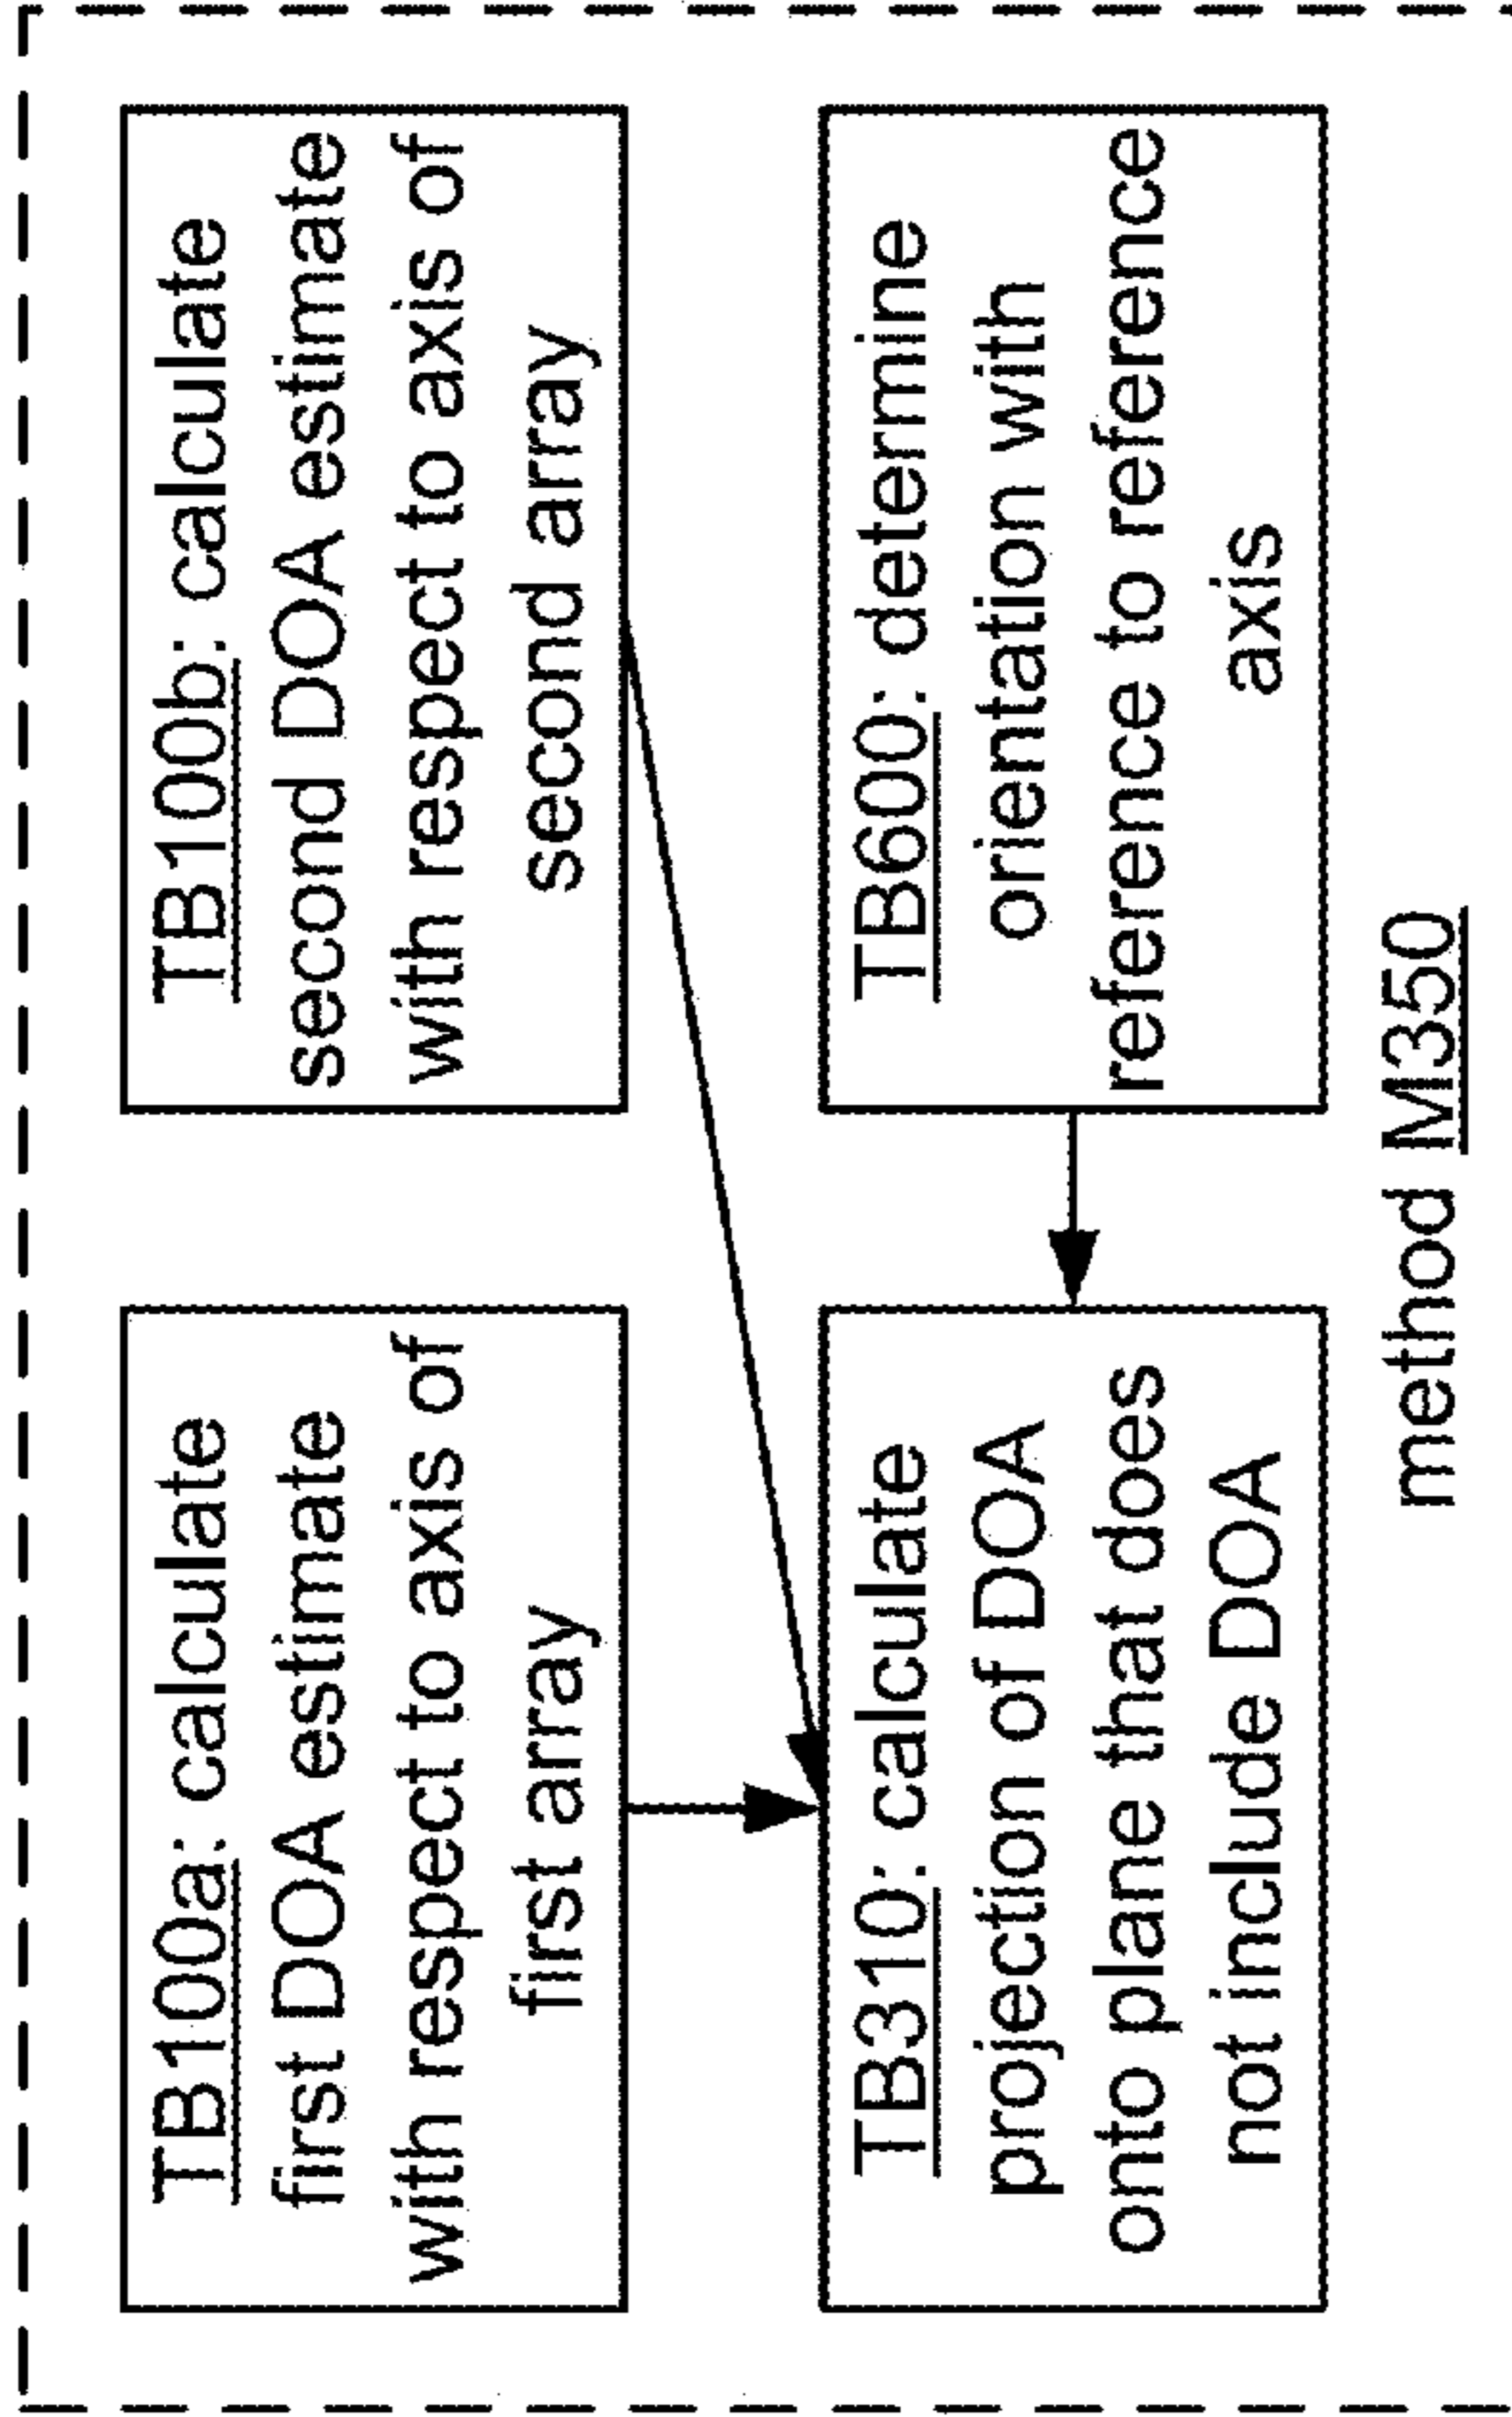 TB100a: calculate
first DOA estimate
with respect to axis of
first array
TB100b: calculate
second DOA estimate
with respect to axis of
second array
TB310: calculate
projection of DOA
onto plane that does
not include DOA
TB600: determine
orientation with
reference to reference
axis
method M350